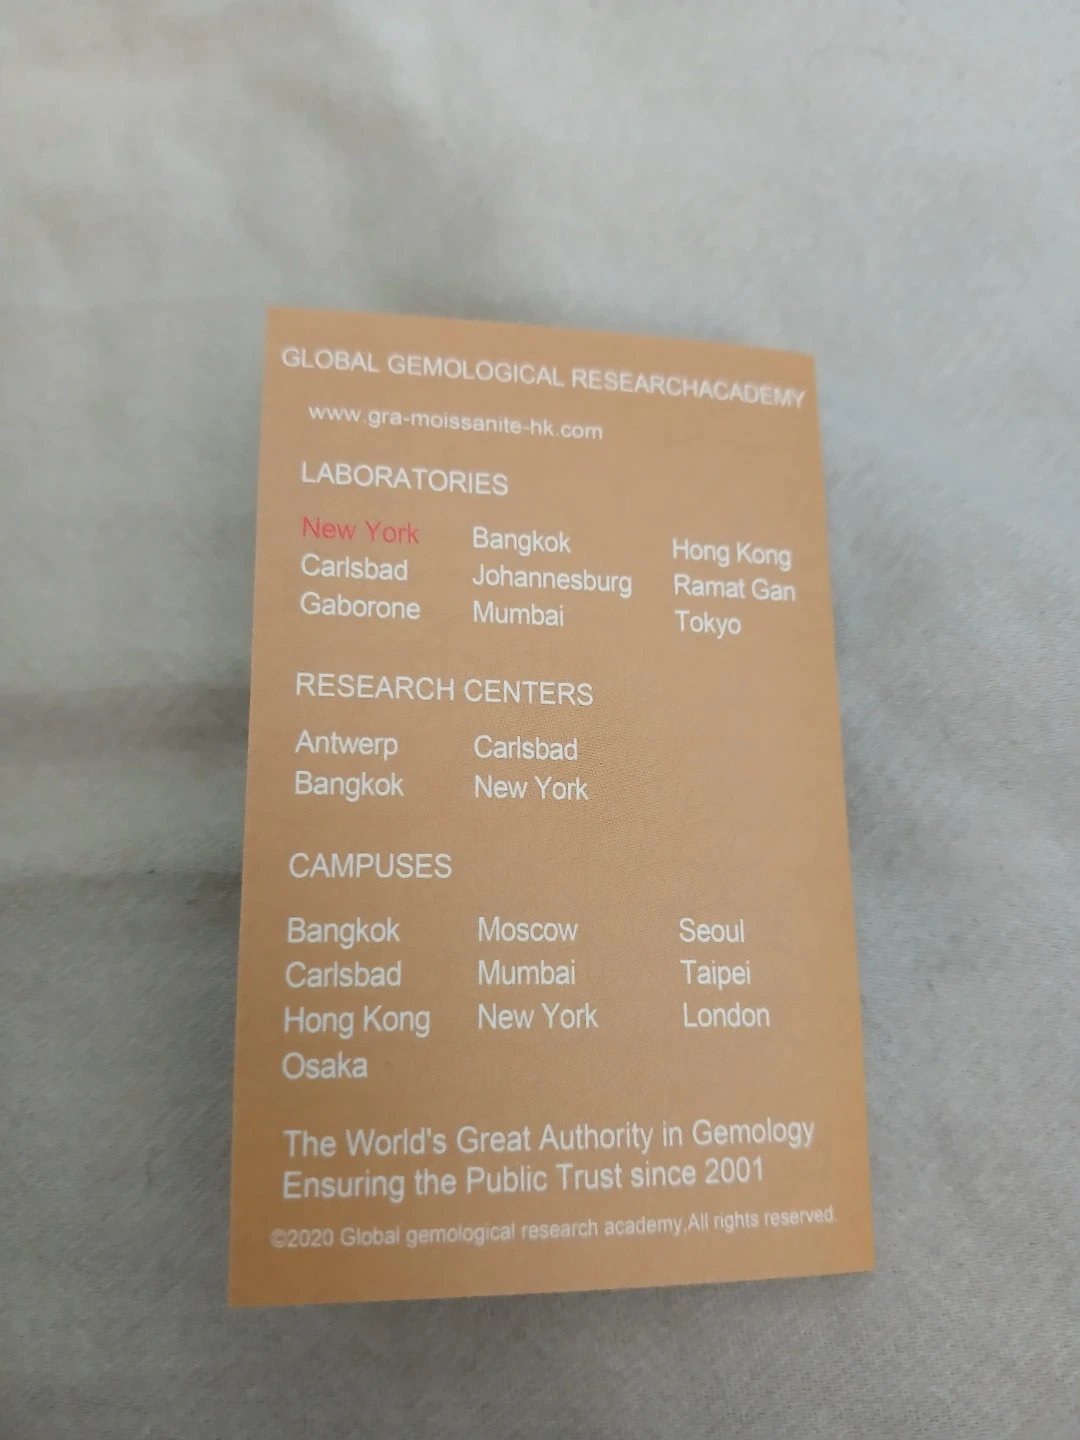 GLOBAL GEMOLOGICAL RESEARCHACADEMY
www.gra-moissanite-hk.com
LABORATORIES
New York Bangkok Hong Kong
Carlsbad Johannesburg Ramat Gan
Gaborone Mumbai Tokyo
RESEARCH CENTERS
Antwerp Carlsbad
Bangkok New York
CAMPUSES
Bangkok Moscow Seoul
Carlsbad Mumbai Taipei
Hong Kong New York London
Osaka
The World's Great Authority in Gemology
Ensuring the Public Trust since 2001
©2020 Global gemological research academy,All rights reserved.